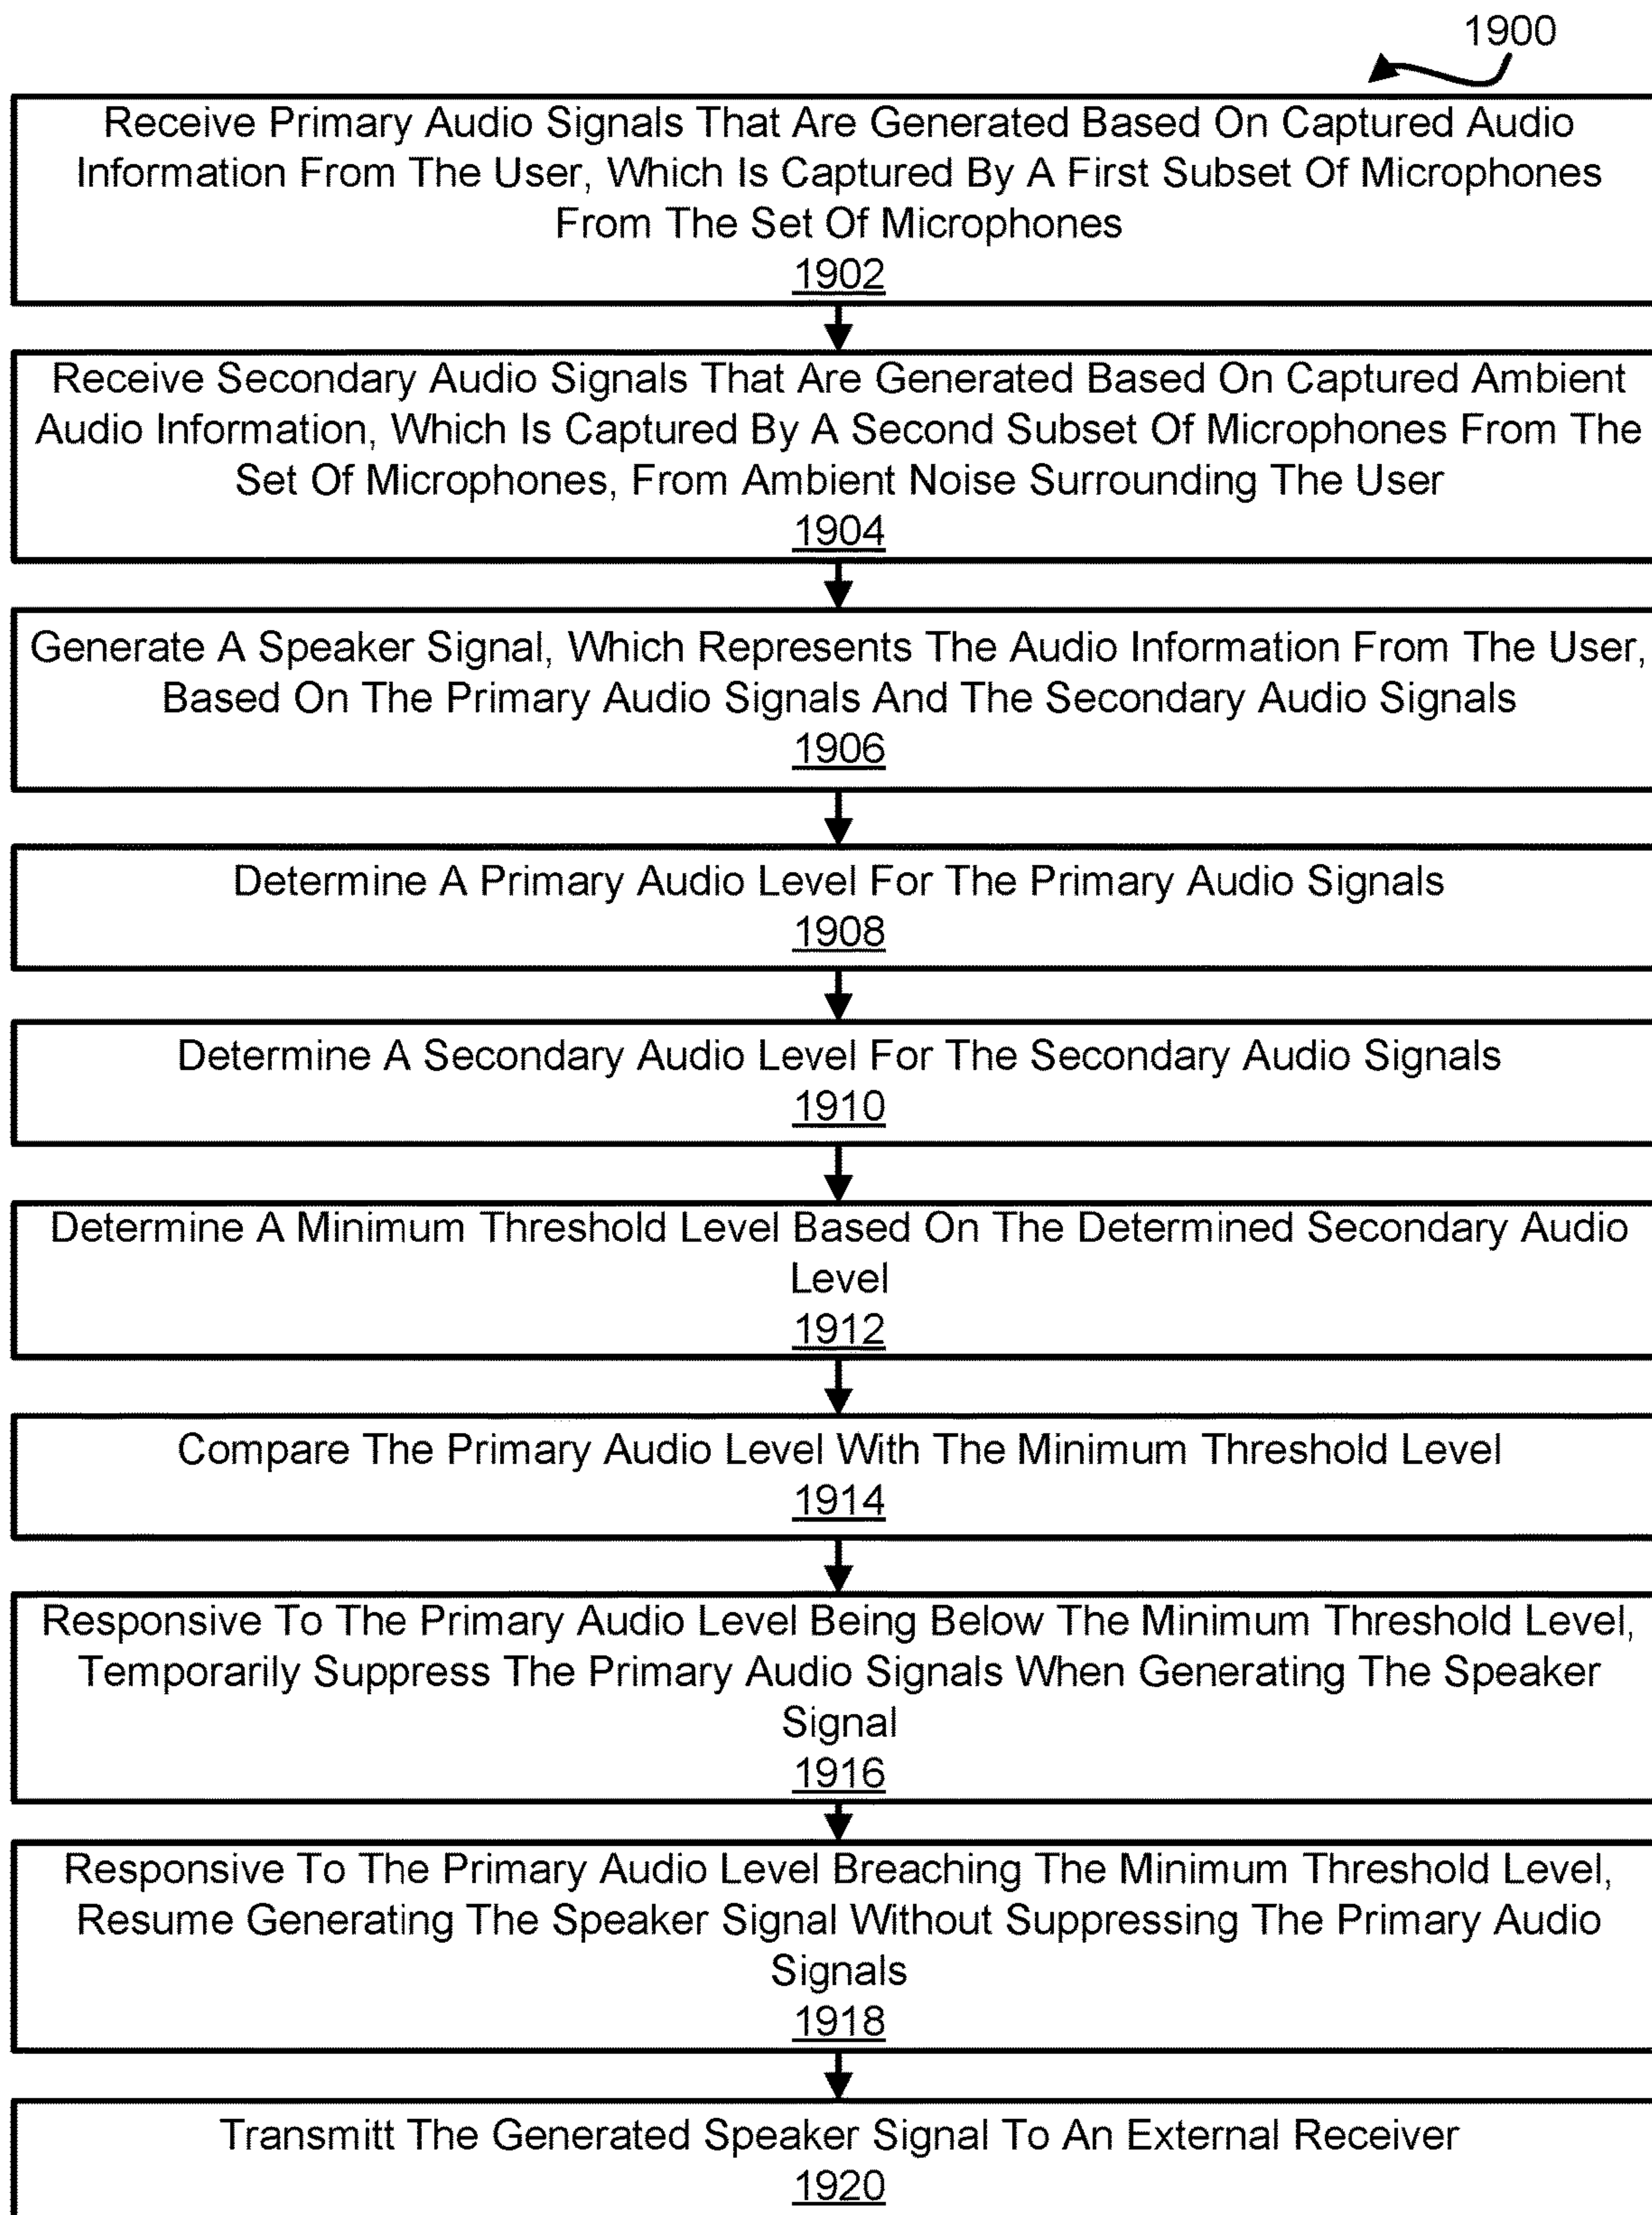 1900
Receive Primary Audio Signals That Are Generated Based On Captured Audio
Information From The User, Which Is Captured By A First Subset Of Microphones
From The Set Of Microphones
1902
Receive Secondary Audio Signals That Are Generated Based On Captured Ambient
Audio Information, Which Is Captured By A Second Subset Of Microphones From The
Set Of Microphones, From Ambient Noise Surrounding The User
1904
Generate A Speaker Signal, Which Represents The Audio Information From The User,
Based On The Primary Audio Signals And The Secondary Audio Signals
1906
Determine A Primary Audio Level For The Primary Audio Signals
1908
Determine A Secondary Audio Level For The Secondary Audio Signals
1910
Determine A Minimum Threshold Level Based On The Determined Secondary Audio
Level
1912
Compare The Primary Audio Level With The Minimum Threshold Level
1914
Responsive To The Primary Audio Level Being Below The Minimum Threshold Level,
Temporarily Suppress The Primary Audio Signals When Generating The Speaker
Signal
1916
Responsive To The Primary Audio Level Breaching The Minimum Threshold Level,
Resume Generating The Speaker Signal Without Suppressing The Primary Audio
Signals
1918
Transmitt The Generated Speaker Signal To An External Receiver
1920